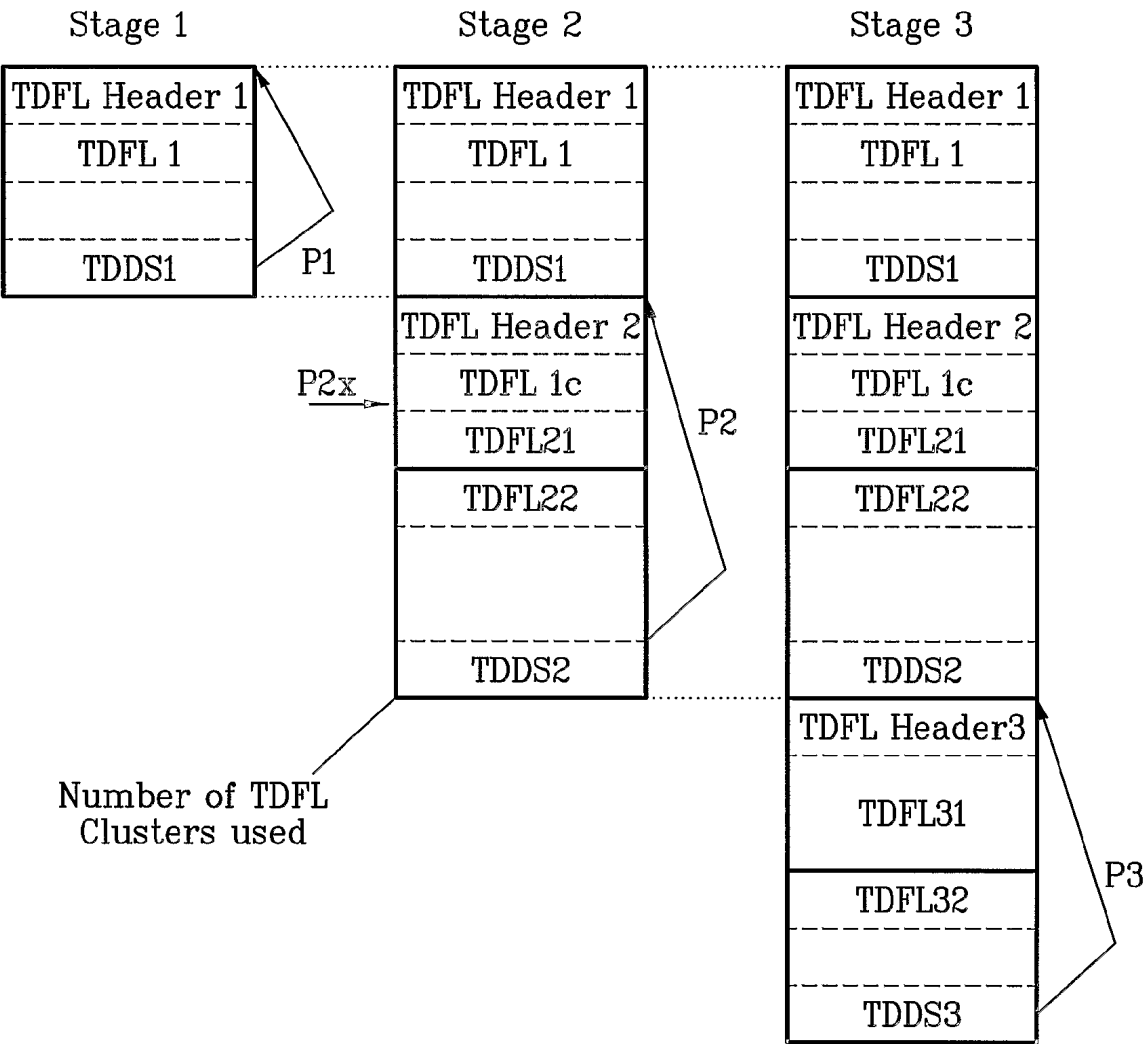 Stage 1
TDFL Header 1
TDFL 1
TDDS1
P1
Stage 2
TDFL Header 1
TDFL 1
TDDS1
TDFL Header 2
P2x
TDFL 1c
TDFL21
TDFL22
P2
TDDS2
Number of TDFL
Clusters used
Stage 3
TDFL Header 1
TDFL 1
TDDS1
TDFL Header 2
TDFL 1c
TDFL21
TDFL22
TDDS2
TDFL Header3
TDFL31
TDFL32
P3
TDDS3